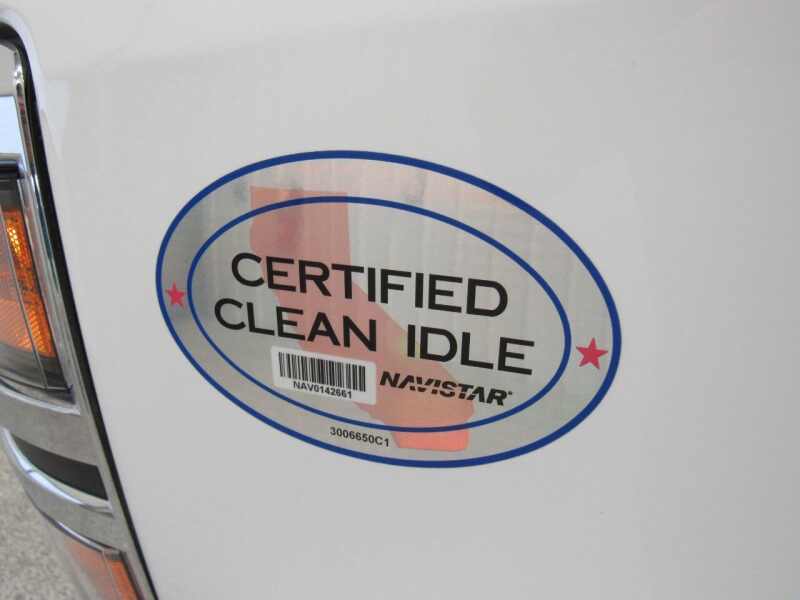 CERTIFIED
CLEAN IDLE
NAV0142661
NAVISTAR®
3006650C1